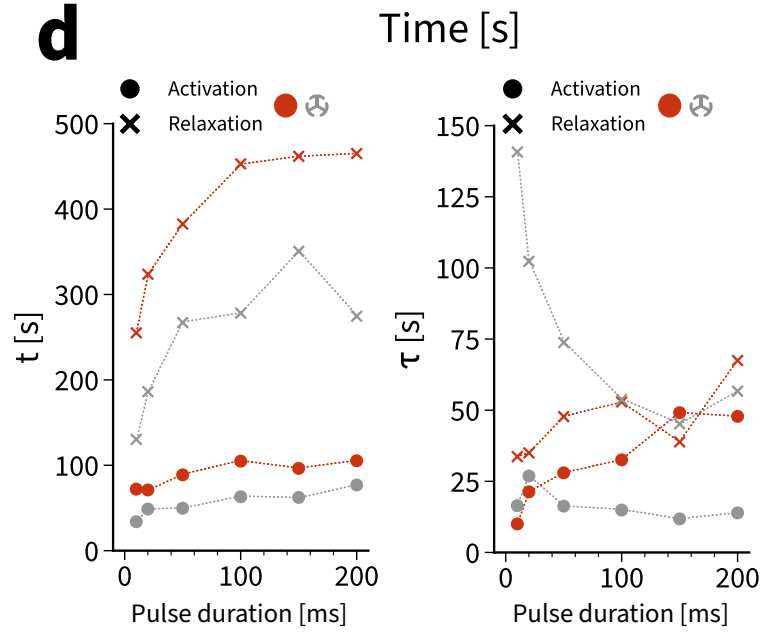 d
Time [s]
Activation
Relaxation
500
400
300
200
100
0
t [s]
0
100
200
Pulse duration [ms]
Activation
Relaxation
150
125
100
75
50
25
0
τ [s]
0
100
200
Pulse duration [ms]